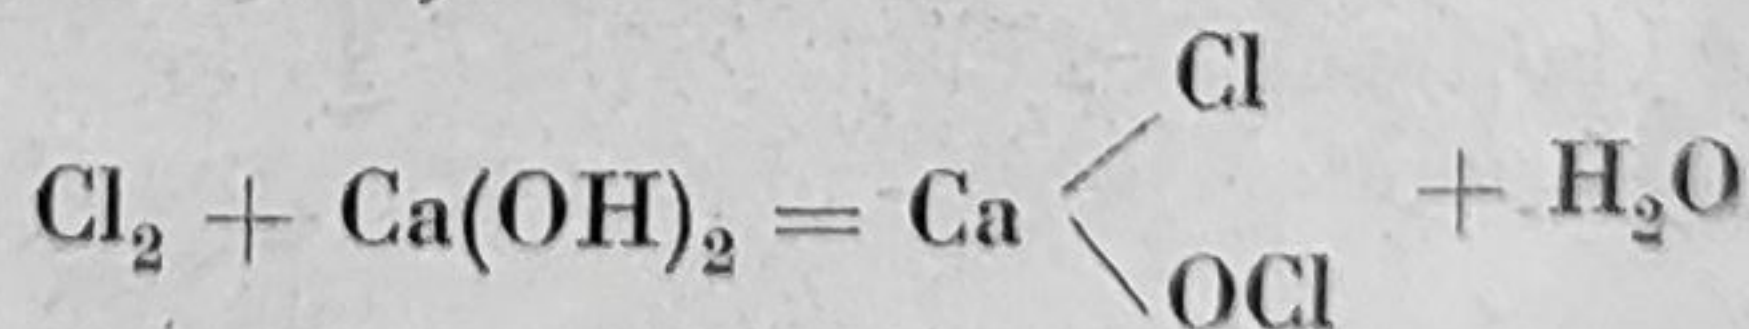 Cl
Cl₂ + Ca(OH)₂ = Ca + H₂O
OCl